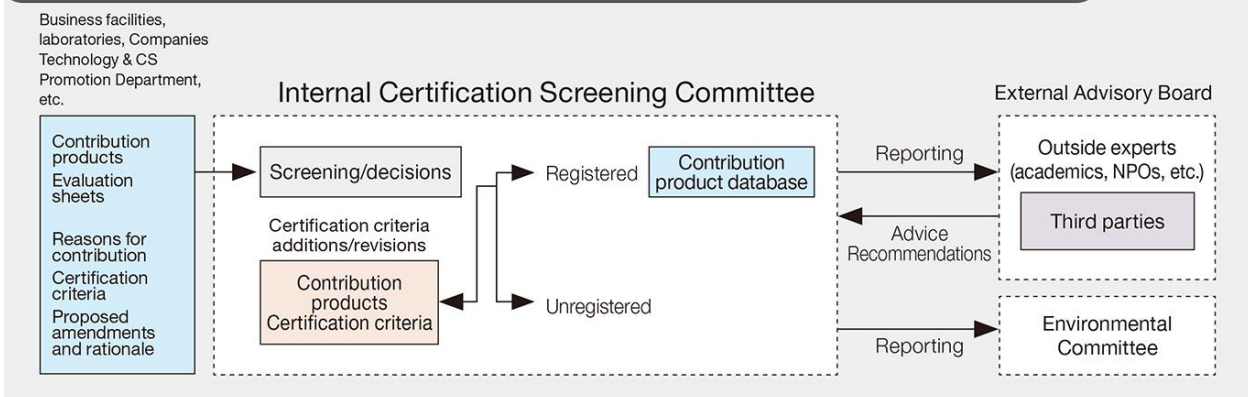 Business facilities,
laboratories, Companies
Technology & CS
Promotion Department,
etc.
Contribution
products
Evaluation
sheets
Reasons for
contribution
Certification
criteria
Proposed
amendments
and rationale
Internal Certification Screening Committee
Screening/decisions
Certification criteria
additions/revisions
Contribution
products
Certification criteria
Registered
Unregistered
Contribution
product database
Reporting
Advice
Recommendations
Reporting
External Advisory Board
Outside experts
(academics, NPOs, etc.)
Third parties
Environmental
Committee